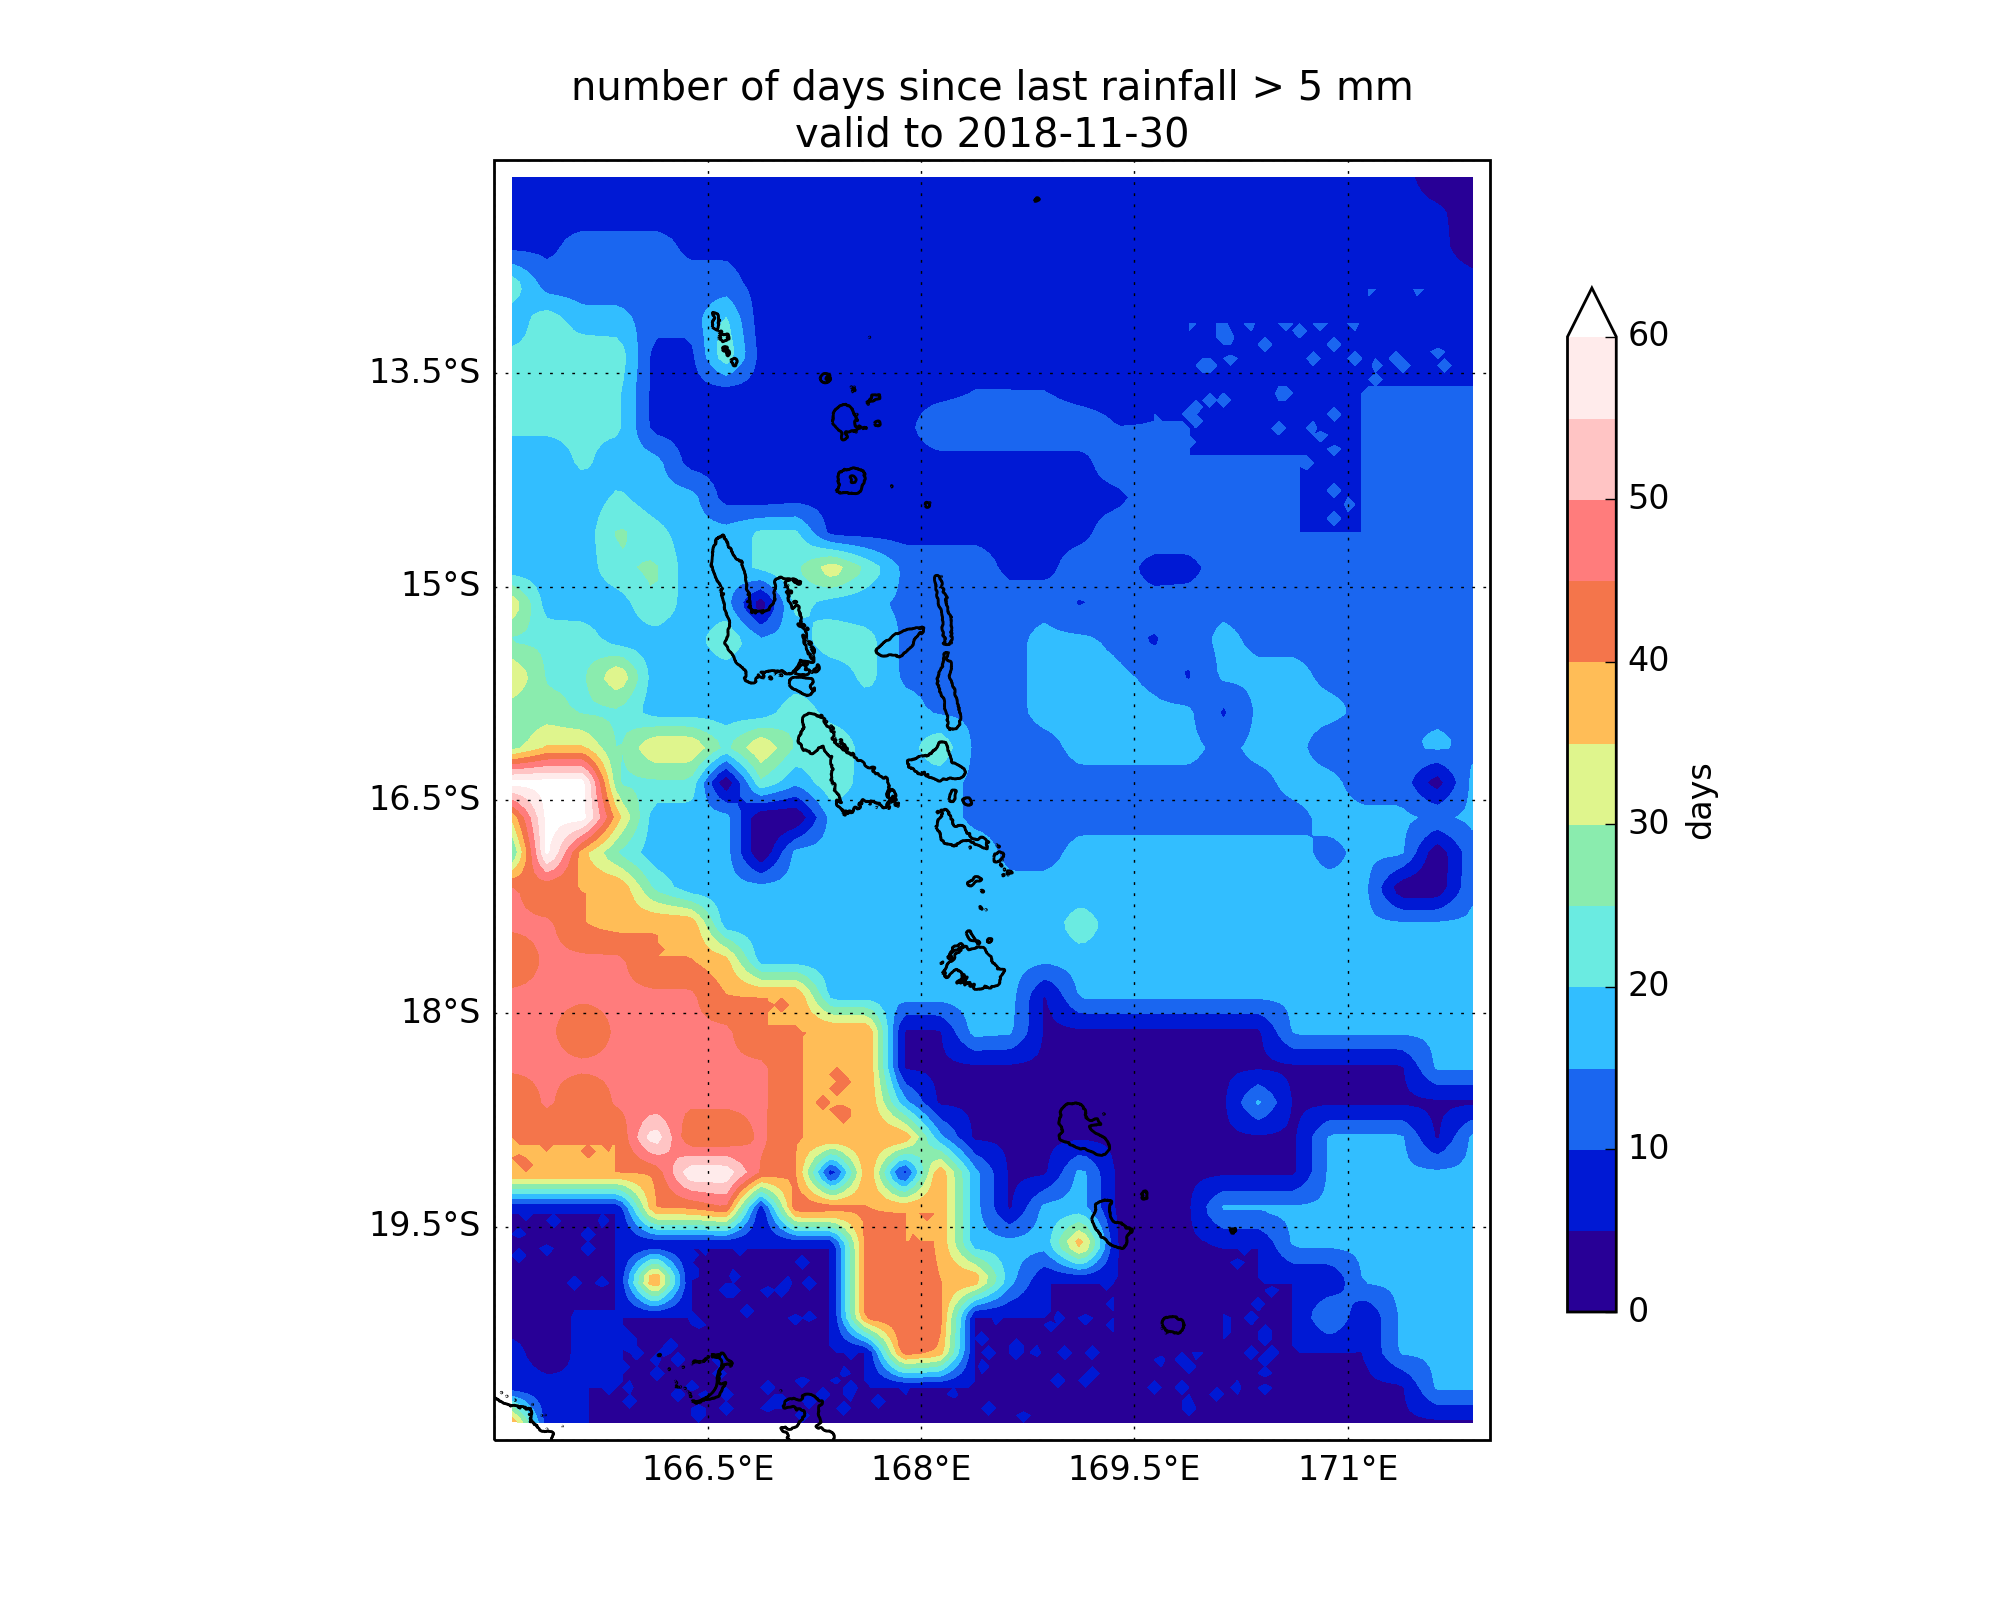 number of days since last rainfall > 5 mm
valid to 2018-11-30
13.5°S
15°S
16.5°S
18°S
19.5°S
166.5°E
168°E
169.5°E
171°E
60
50
40
30
20
10
0
days